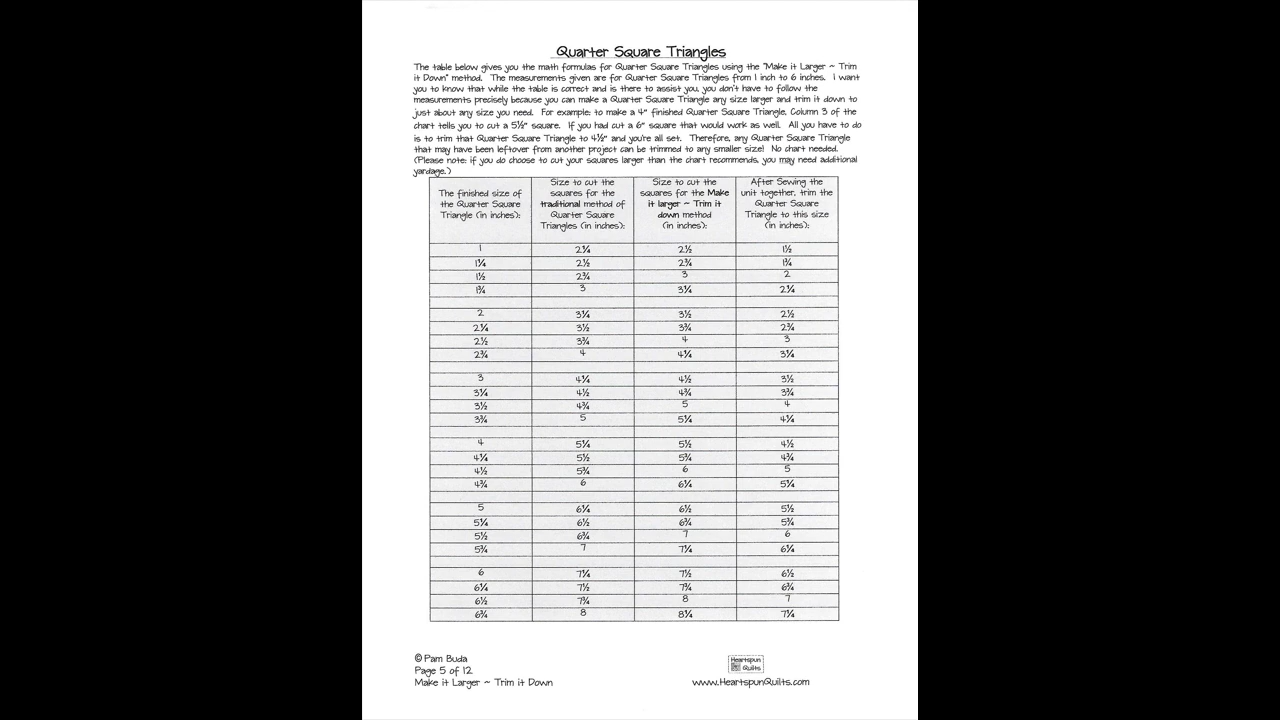 Quarter Square Triangles
The table below gives you the math formulas for Quarter Square Triangles using the "Make it Larger ~ Trim
it Down" method. The measurements given are for Quarter Square Triangles from 1 inch to 6 inches. I want
you to know that while the table is correct and is there to assist you, you don't have to follow the
measurements precisely because you can make a Quarter Square Triangle any size larger and trim it down to
just about any size you need. For example: to make a 4" finished Quarter Square Triangle, Column 3 of the
chart tells you to cut a 5½" square. If you had cut a 6" square that would work as well. All you have to do
is to trim that Quarter Square Triangle to 4½" and you're all set. Therefore, any Quarter Square Triangle
that may have been leftover from another project can be trimmed to any smaller size! No chart needed.
(Please note: if you do choose to cut your squares larger than the chart recommends, you may need additional
yardage.)
The finished size of
the Quarter Square
Triangle (in inches):
Size to cut the
squares for the
traditional method of
Quarter Square
Triangles (in inches):
Size to cut the
squares for the Make
it larger ~ Trim it
down method
(in inches):
After Sewing the
unit together, trim the
Quarter Square
Triangle to this size
(in inches):
1 2¼ 2½ 1½
1¼ 2½ 2¾ 1¾
1½ 2¾ 3 2
1¾ 3 3¼ 2¼
2 3¼ 3½ 2½
2¼ 3½ 3¾ 2¾
2½ 3¾ 4 3
2¾ 4 4¼ 3¼
3 4¼ 4½ 3½
3¼ 4½ 4¾ 3¾
3½ 4¾ 5 4
3¾ 5 5¼ 4¼
4 5¼ 5½ 4½
4¼ 5½ 5¾ 4¾
4½ 5¾ 6 5
4¾ 6 6¼ 5¼
5 6¼ 6½ 5½
5¼ 6½ 6¾ 5¾
5½ 6¾ 7 6
5¾ 7 7¼ 6¼
6 7¼ 7½ 6½
6¼ 7½ 7¾ 6¾
6½ 7¾ 8 7
6¾ 8 8¼ 7¼
© Pam Buda
Page 5 of 12
Make it Larger ~ Trim it Down
Heartspun
Quilts
www.HeartspunQuilts.com